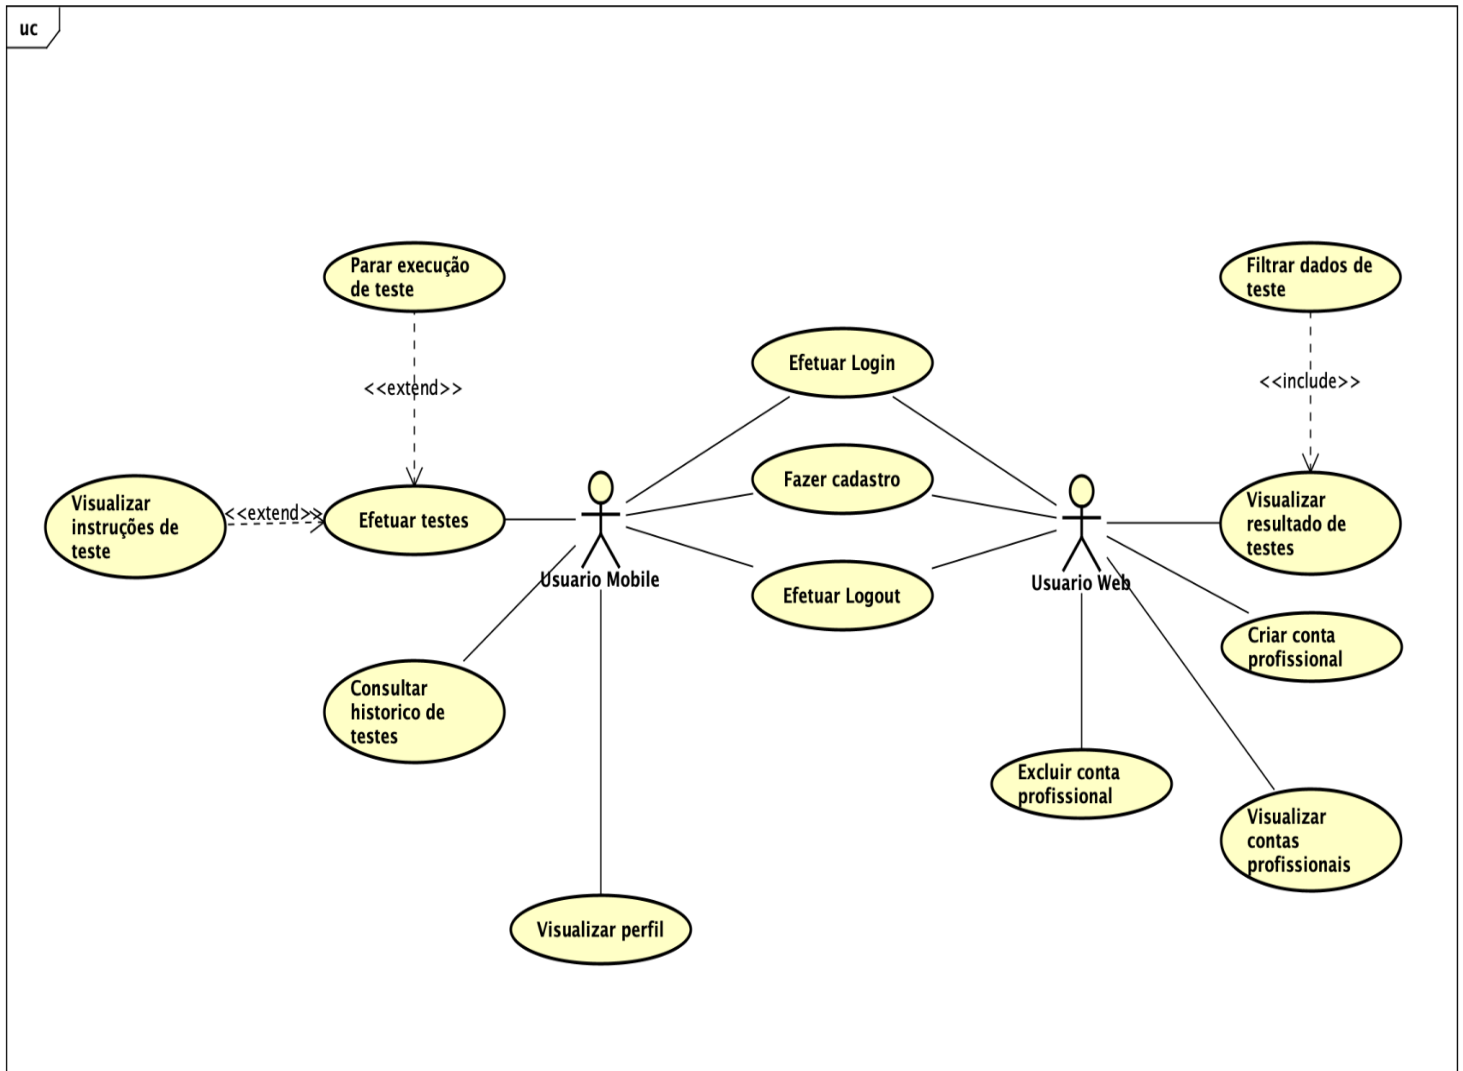 uc
Parar execução
de teste
Filtrar dados de
teste
Efetuar Login
<<extend>>
<<include>>
Fazer cadastro
Visualizar
instruções de
teste
<<extend>>
Efetuar testes
Visualizar
resultado de
testes
Usuario Mobile
Usuario Web
Efetuar Logout
Criar conta
profissional
Consultar
historico de
testes
Excluir conta
profissional
Visualizar
contas
profissionais
Visualizar perfil